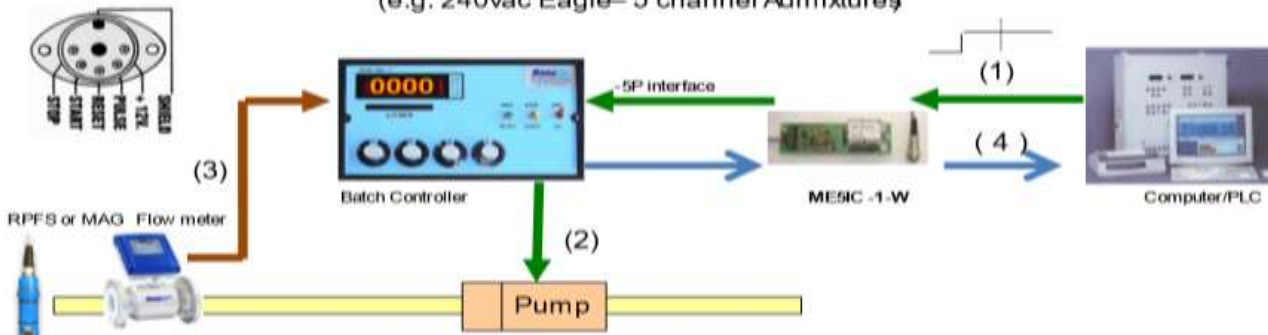 (e.g. 240vac Eagle– 5 channel Admixtures)
STOP
START
RESET
PULSE
+ 12V.
SHIELD
0000
-5P interface
(1)
(3)
( 4 )
Batch Controller
ME5IC -1-W
Computer/PLC
RPFS or MAG Flow meter
(2)
Pump